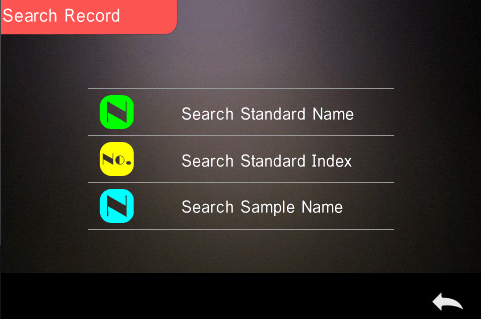 Search Record
N
Search Standard Name
No.
Search Standard Index
N
Search Sample Name